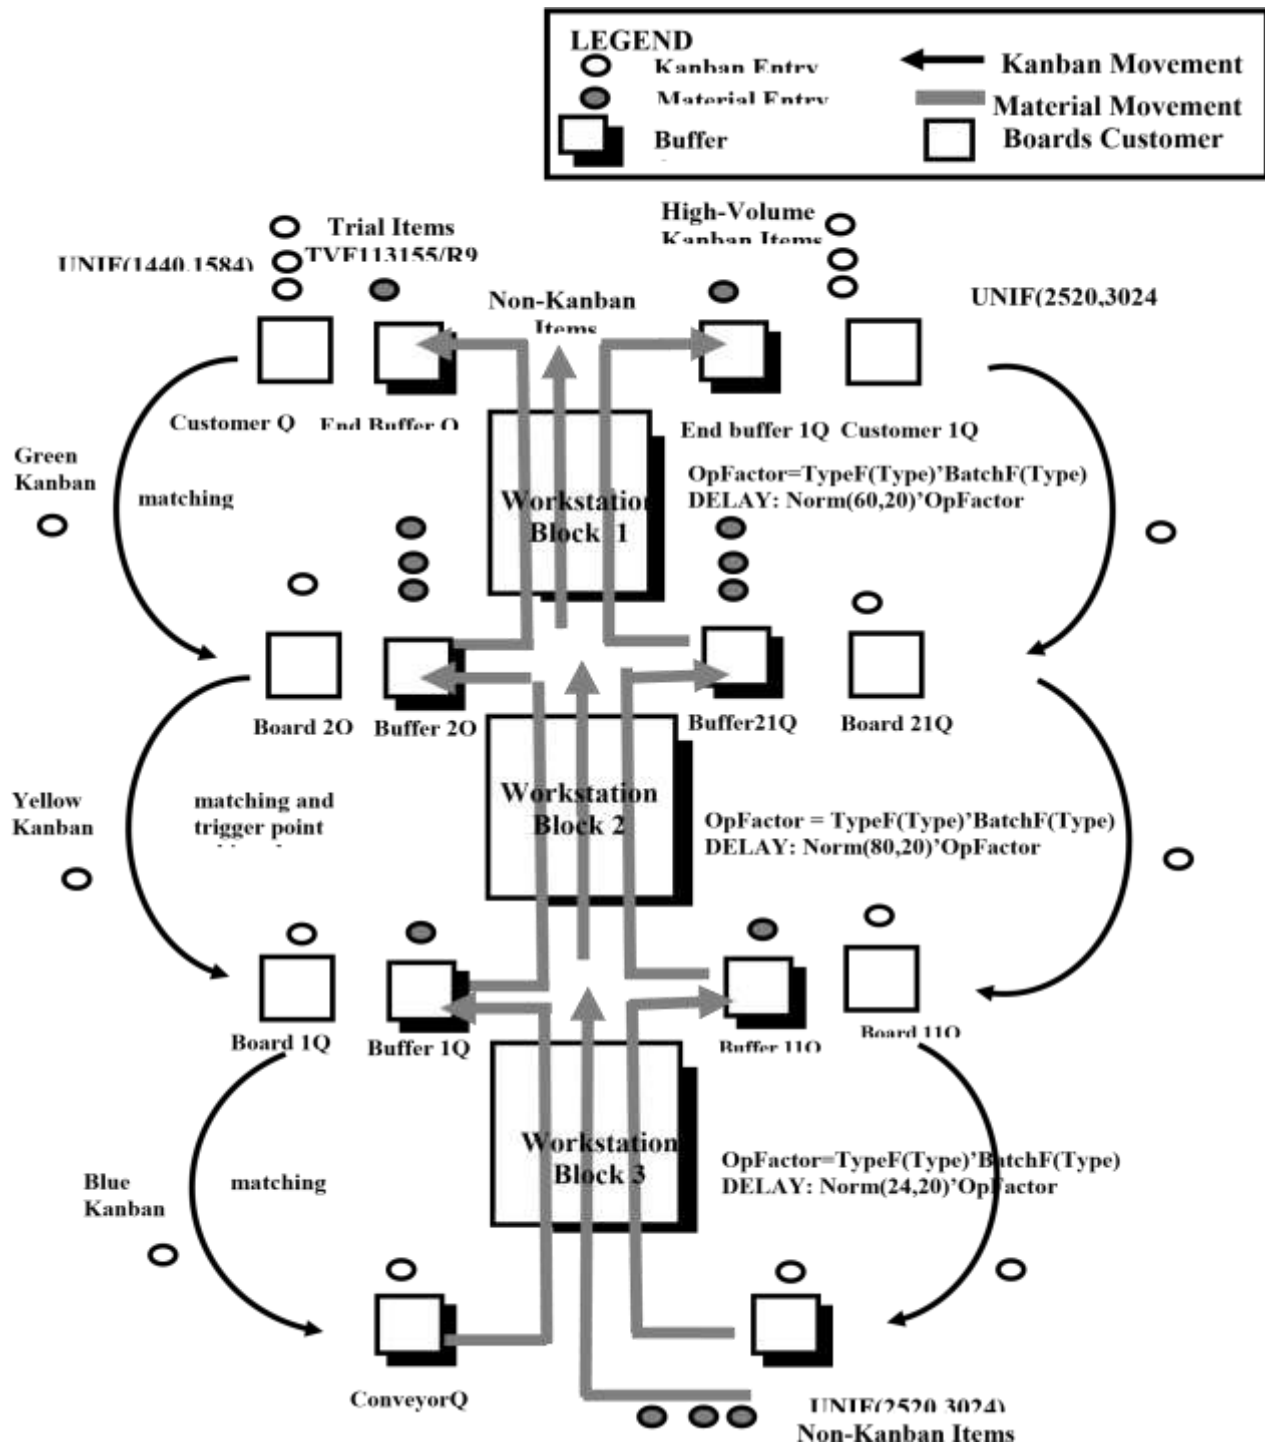 LEGEND
Kanban Entry
Material Entry
Buffer
Kanban Movement
Material Movement
Boards Customer
UNIF(1440,1584)
Trial Items
TVF113155/R9
High-Volume
Kanban Items
UNIF(2520,3024
Non-Kanban
Items
Customer Q
End Buffer Q
End buffer 1Q
Customer 1Q
Green
Kanban
matching
Workstation
Block 1
OpFactor=TypeF(Type)'BatchF(Type)
DELAY: Norm(60,20)'OpFactor
Board 2Q
Buffer 2Q
Buffer21Q
Board 21Q
Yellow
Kanban
matching and
trigger point
Workstation
Block 2
OpFactor = TypeF(Type)'BatchF(Type)
DELAY: Norm(80,20)'OpFactor
Board 1Q
Buffer 1Q
Buffer 11Q
Board 11Q
Blue
Kanban
matching
Workstation
Block 3
OpFactor=TypeF(Type)'BatchF(Type)
DELAY: Norm(24,20)'OpFactor
ConveyorQ
UNIF(2520,3024)
Non-Kanban Items